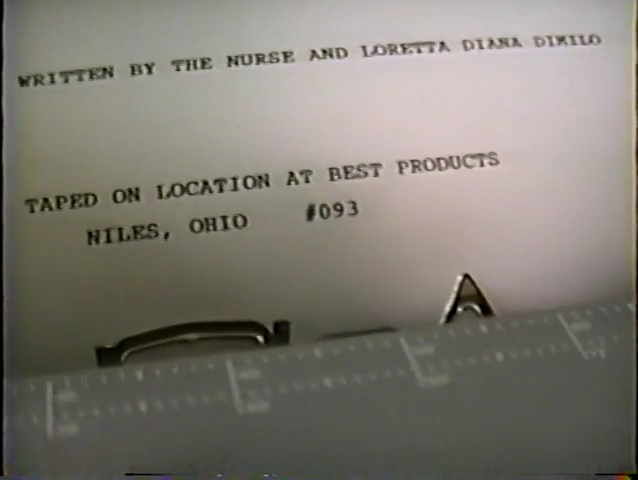 WRITTEN BY THE NURSE AND LORETTA DIANA DIMILO
TAPED ON LOCATION AT BEST PRODUCTS
NILES, OHIO #093